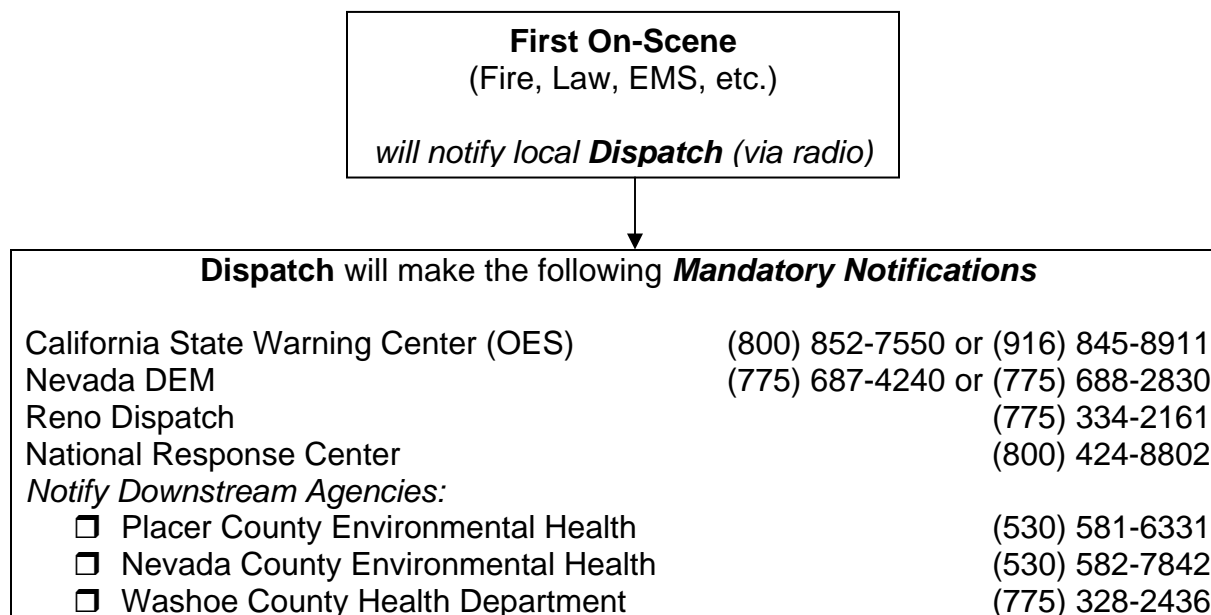 First On-Scene
(Fire, Law, EMS, etc.)
will notify local Dispatch (via radio)
Dispatch will make the following Mandatory Notifications
California State Warning Center (OES) (800) 852-7550 or (916) 845-8911
Nevada DEM (775) 687-4240 or (775) 688-2830
Reno Dispatch (775) 334-2161
National Response Center (800) 424-8802
Notify Downstream Agencies:
❒ Placer County Environmental Health (530) 581-6331
❒ Nevada County Environmental Health (530) 582-7842
❒ Washoe County Health Department (775) 328-2436